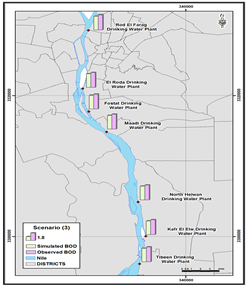 340000
Rod El Farag
Drinking Water Plant
El Roda Drinking
Water Plant
Fostat Drinking
Water Plant
Maadi Drinking
Water Plant
North Helwan
Drinking Water Plant
Kafr El Elw Drinking
Water Plant
Tibeen Drinking
Water Plant
Scenario (3)
1.8
Simulated BOD
Observed BOD
Nile
DISTRICTS
340000